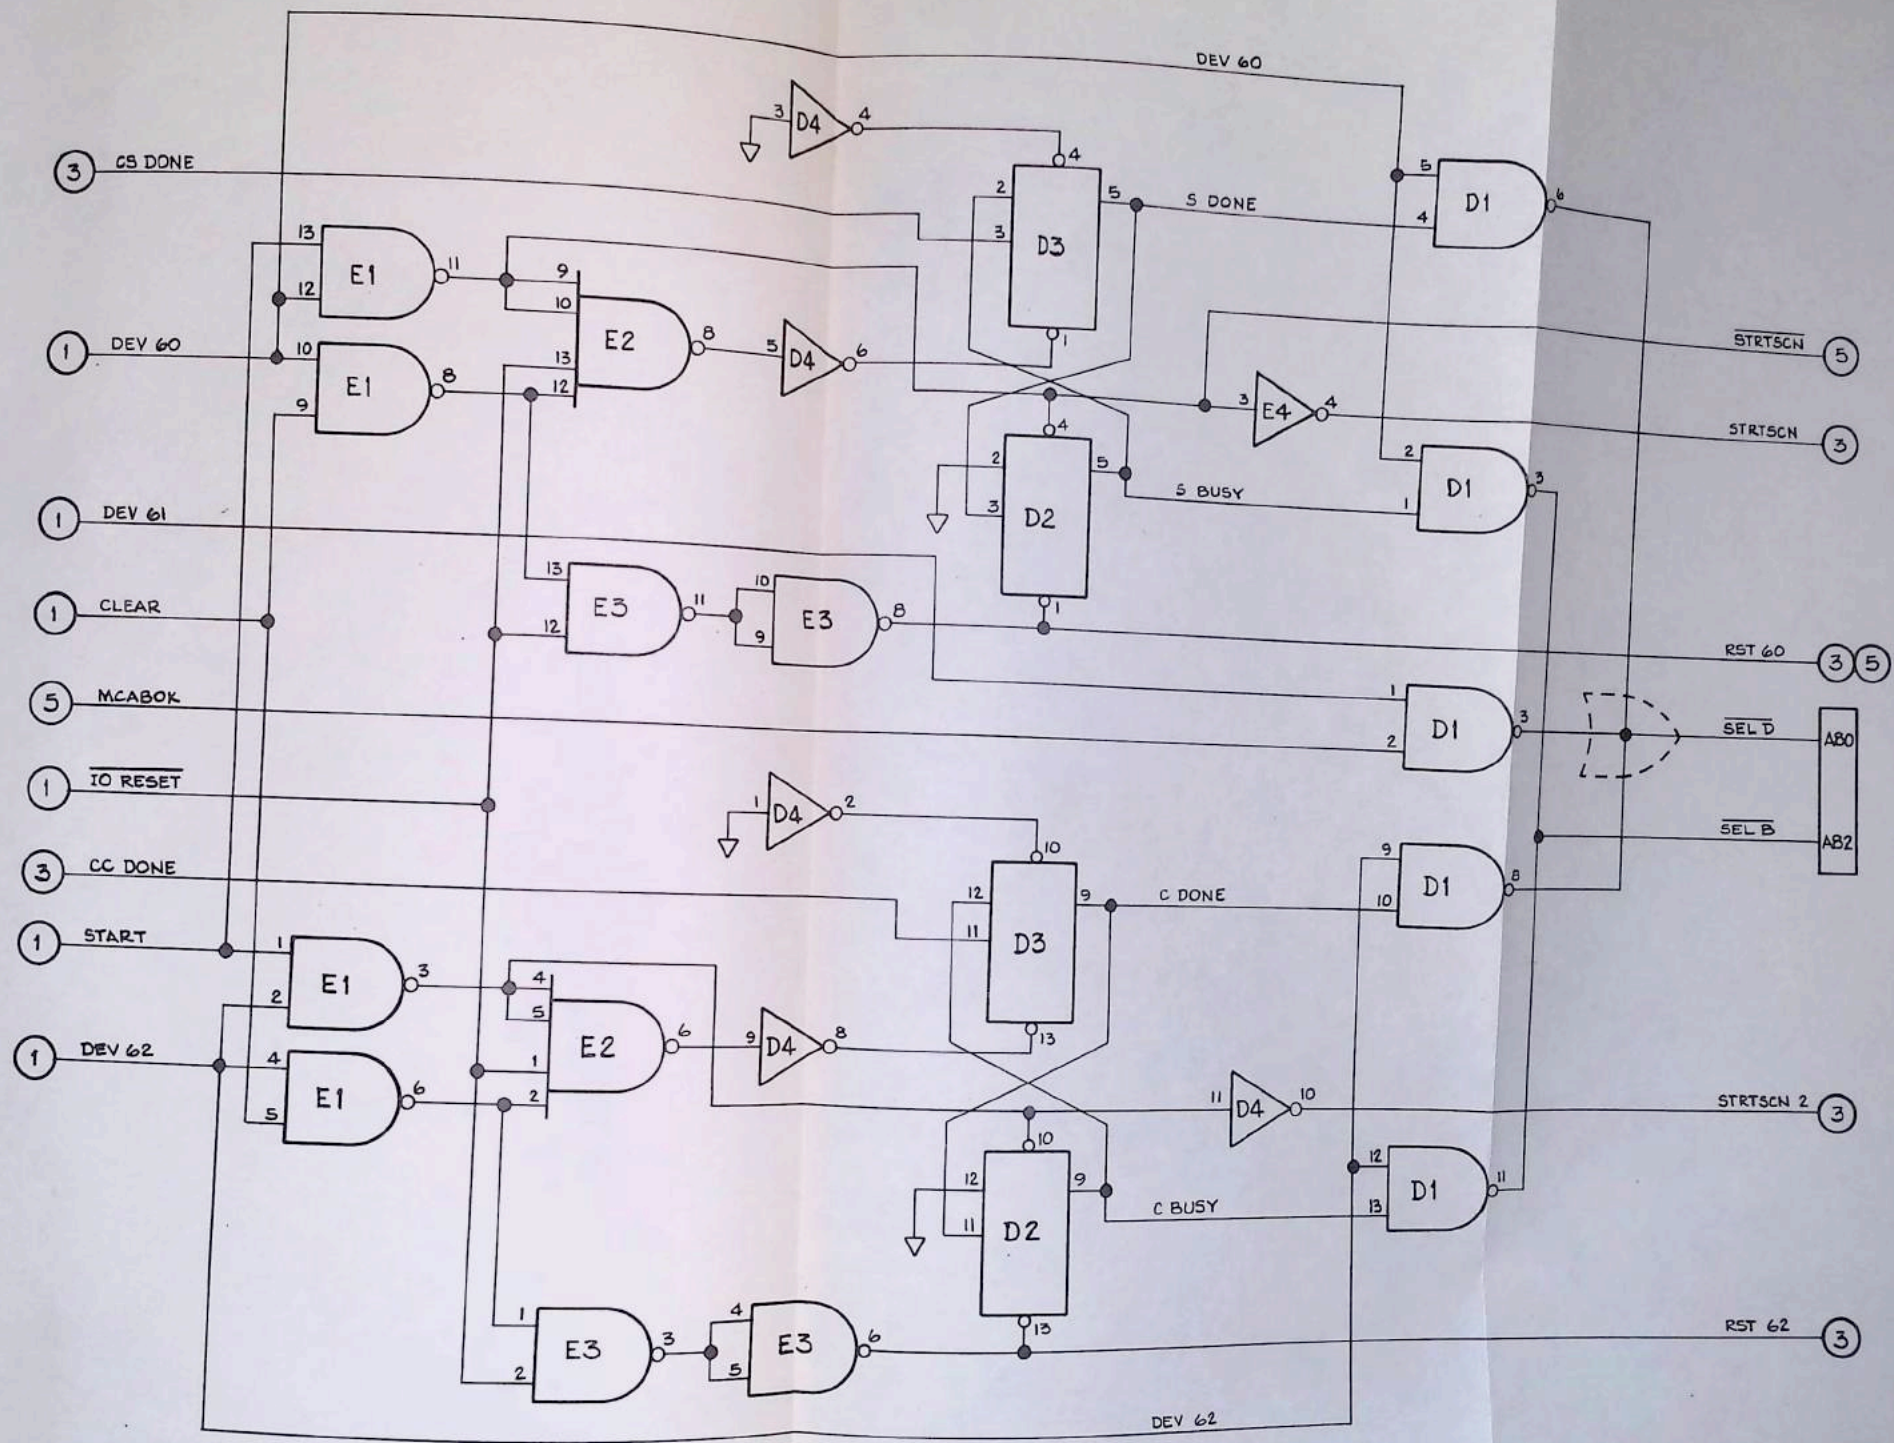 DEV 60
3 D4 4
3 CS DONE
4
2 5 S DONE
3 D3
1
5 4 D1 6
13 12 E1 11
9 10 13 12 E2 8
5 D4 6
1 DEV 60
10 9 E1 8
STRTSCN 5
3 E4 4
STRTSCN 3
4
2 5 S BUSY
3 D2
1
2 1 D1 3
1 DEV 61
13 12 E3 11
10 9 E3 8
1 CLEAR
RST 60 3 5
5 MCABOK
1 2 D1 3
SEL D AB0
1 IO RESET
1 D4 2
SEL B AB2
10
3 CC DONE
12 9 C DONE
11 D3
13
9 10 D1 8
1 START
1 2 E1 3
4 5 1 2 E2 6
9 D4 8
1 DEV 62
4 5 E1 6
11 D4 10
STRTSCN 2 3
10
12 9 C BUSY
11 D2
13
12 13 D1 11
1 2 E3 3
4 5 E3 6
RST 62 3
DEV 62